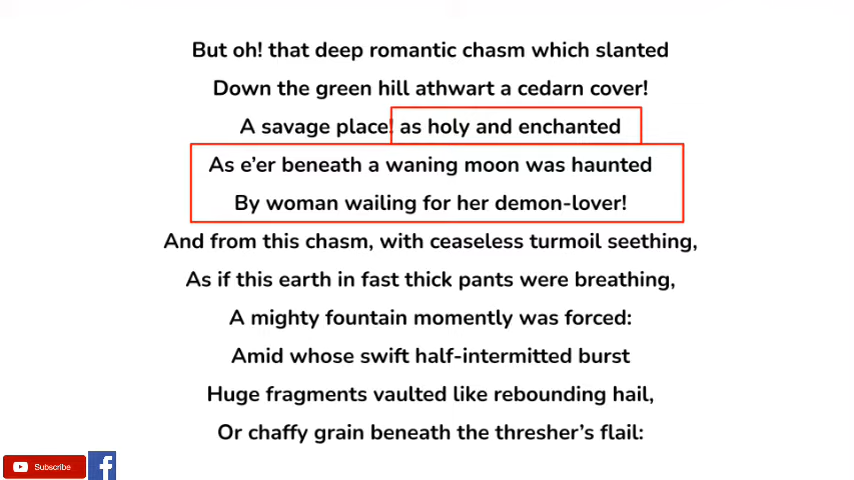 But oh! that deep romantic chasm which slanted
Down the green hill athwart a cedarn cover!
A savage place! as holy and enchanted
As e’er beneath a waning moon was haunted
By woman wailing for her demon-lover!
And from this chasm, with ceaseless turmoil seething,
As if this earth in fast thick pants were breathing,
A mighty fountain momently was forced:
Amid whose swift half-intermitted burst
Huge fragments vaulted like rebounding hail,
Or chaffy grain beneath the thresher’s flail:
Subscribe